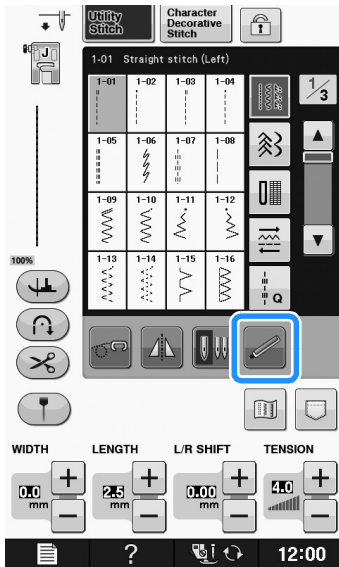 Utility
Stitch
Character
Decorative
Stitch
J
1-01 Straight stitch (Left)
1-01 1-02 1-03 1-04
1/3
1-05 1-06 1-07 1-08
1-09 1-10 1-11 1-12
1-13 1-14 1-15 1-16
100%
Q
WIDTH LENGTH L/R SHIFT TENSION
0.0 mm + −
2.5 mm + −
0.00 mm + −
4.0 + −
? 12:00